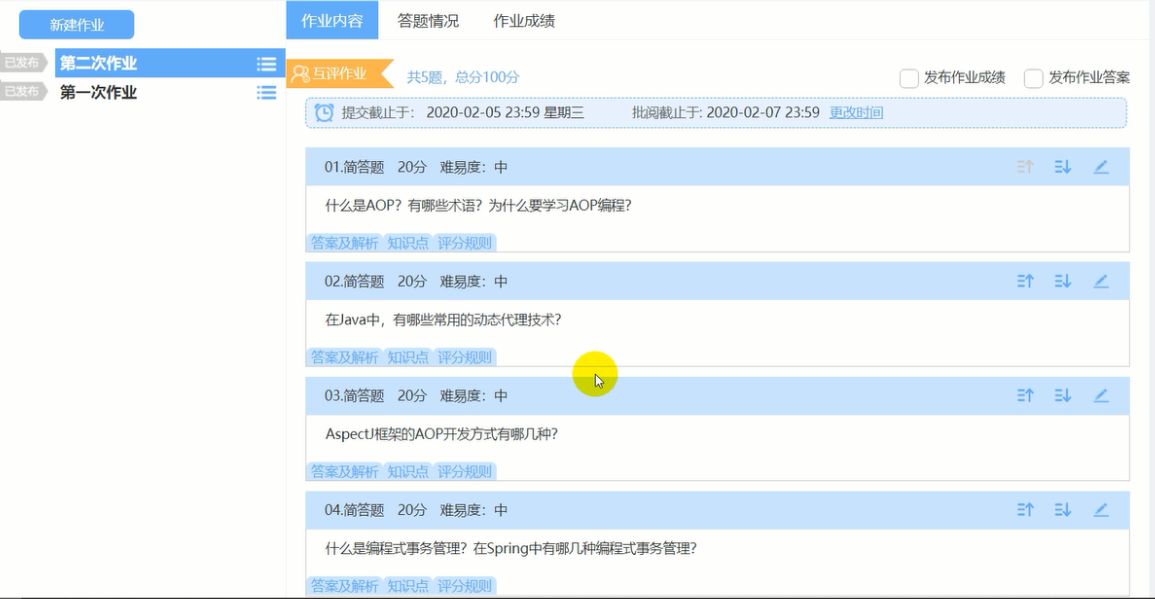 新建作业
已发布 第二次作业
已发布 第一次作业
作业内容 答题情况 作业成绩
互评作业 共5题，总分100分 发布作业成绩 发布作业答案
提交截止于： 2020-02-05 23:59 星期三 批阅截止于: 2020-02-07 23:59 更改时间
01.简答题 20分 难易度：中
什么是AOP？有哪些术语？为什么要学习AOP编程？
答案及解析 知识点 评分规则
02.简答题 20分 难易度：中
在Java中，有哪些常用的动态代理技术？
答案及解析 知识点 评分规则
03.简答题 20分 难易度：中
AspectJ框架的AOP开发方式有哪几种？
答案及解析 知识点 评分规则
04.简答题 20分 难易度：中
什么是编程式事务管理？在Spring中有哪几种编程式事务管理？
答案及解析 知识点 评分规则